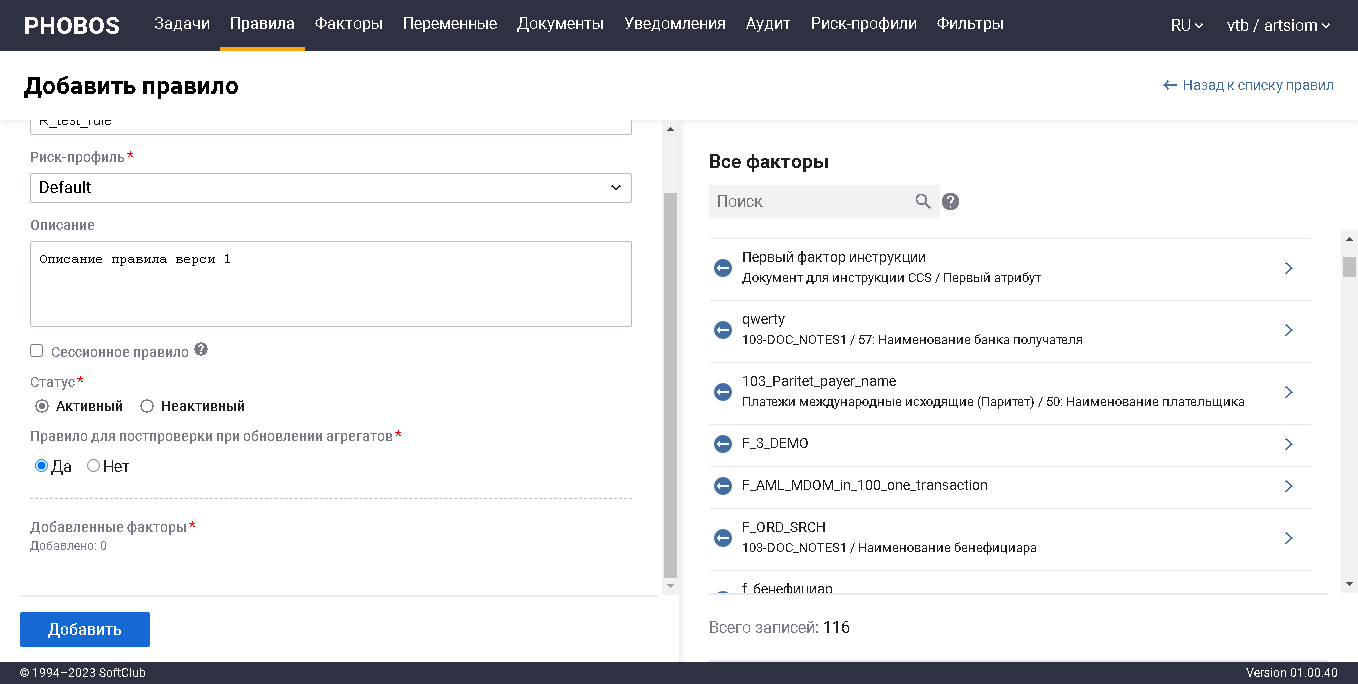 PHOBOS Задачи Правила Факторы Переменные Документы Уведомления Аудит Риск-профили Фильтры RU vtb / artsiom
Добавить правило
← Назад к списку правил
R_test_rule
Риск-профиль*
Default
Описание
Описание правила верси 1
Сессионное правило ?
Статус*
Активный Неактивный
Правило для постпроверки при обновлении агрегатов*
Да Нет
Добавленные факторы*
Добавлено: 0
Добавить
Все факторы
Поиск ?
Первый фактор инструкции
Документ для инструкции CCS / Первый атрибут
qwerty
103-DOC_NOTES1 / 57: Наименование банка получателя
103_Paritet_payer_name
Платежи международные исходящие (Паритет) / 50: Наименование плательщика
F_3_DEMO
F_AML_MDOM_in_100_one_transaction
F_ORD_SRCH
103-DOC_NOTES1 / Наименование бенефициара
f_бенефициар
Всего записей: 116
© 1994–2023 SoftClub
Version 01.00.40